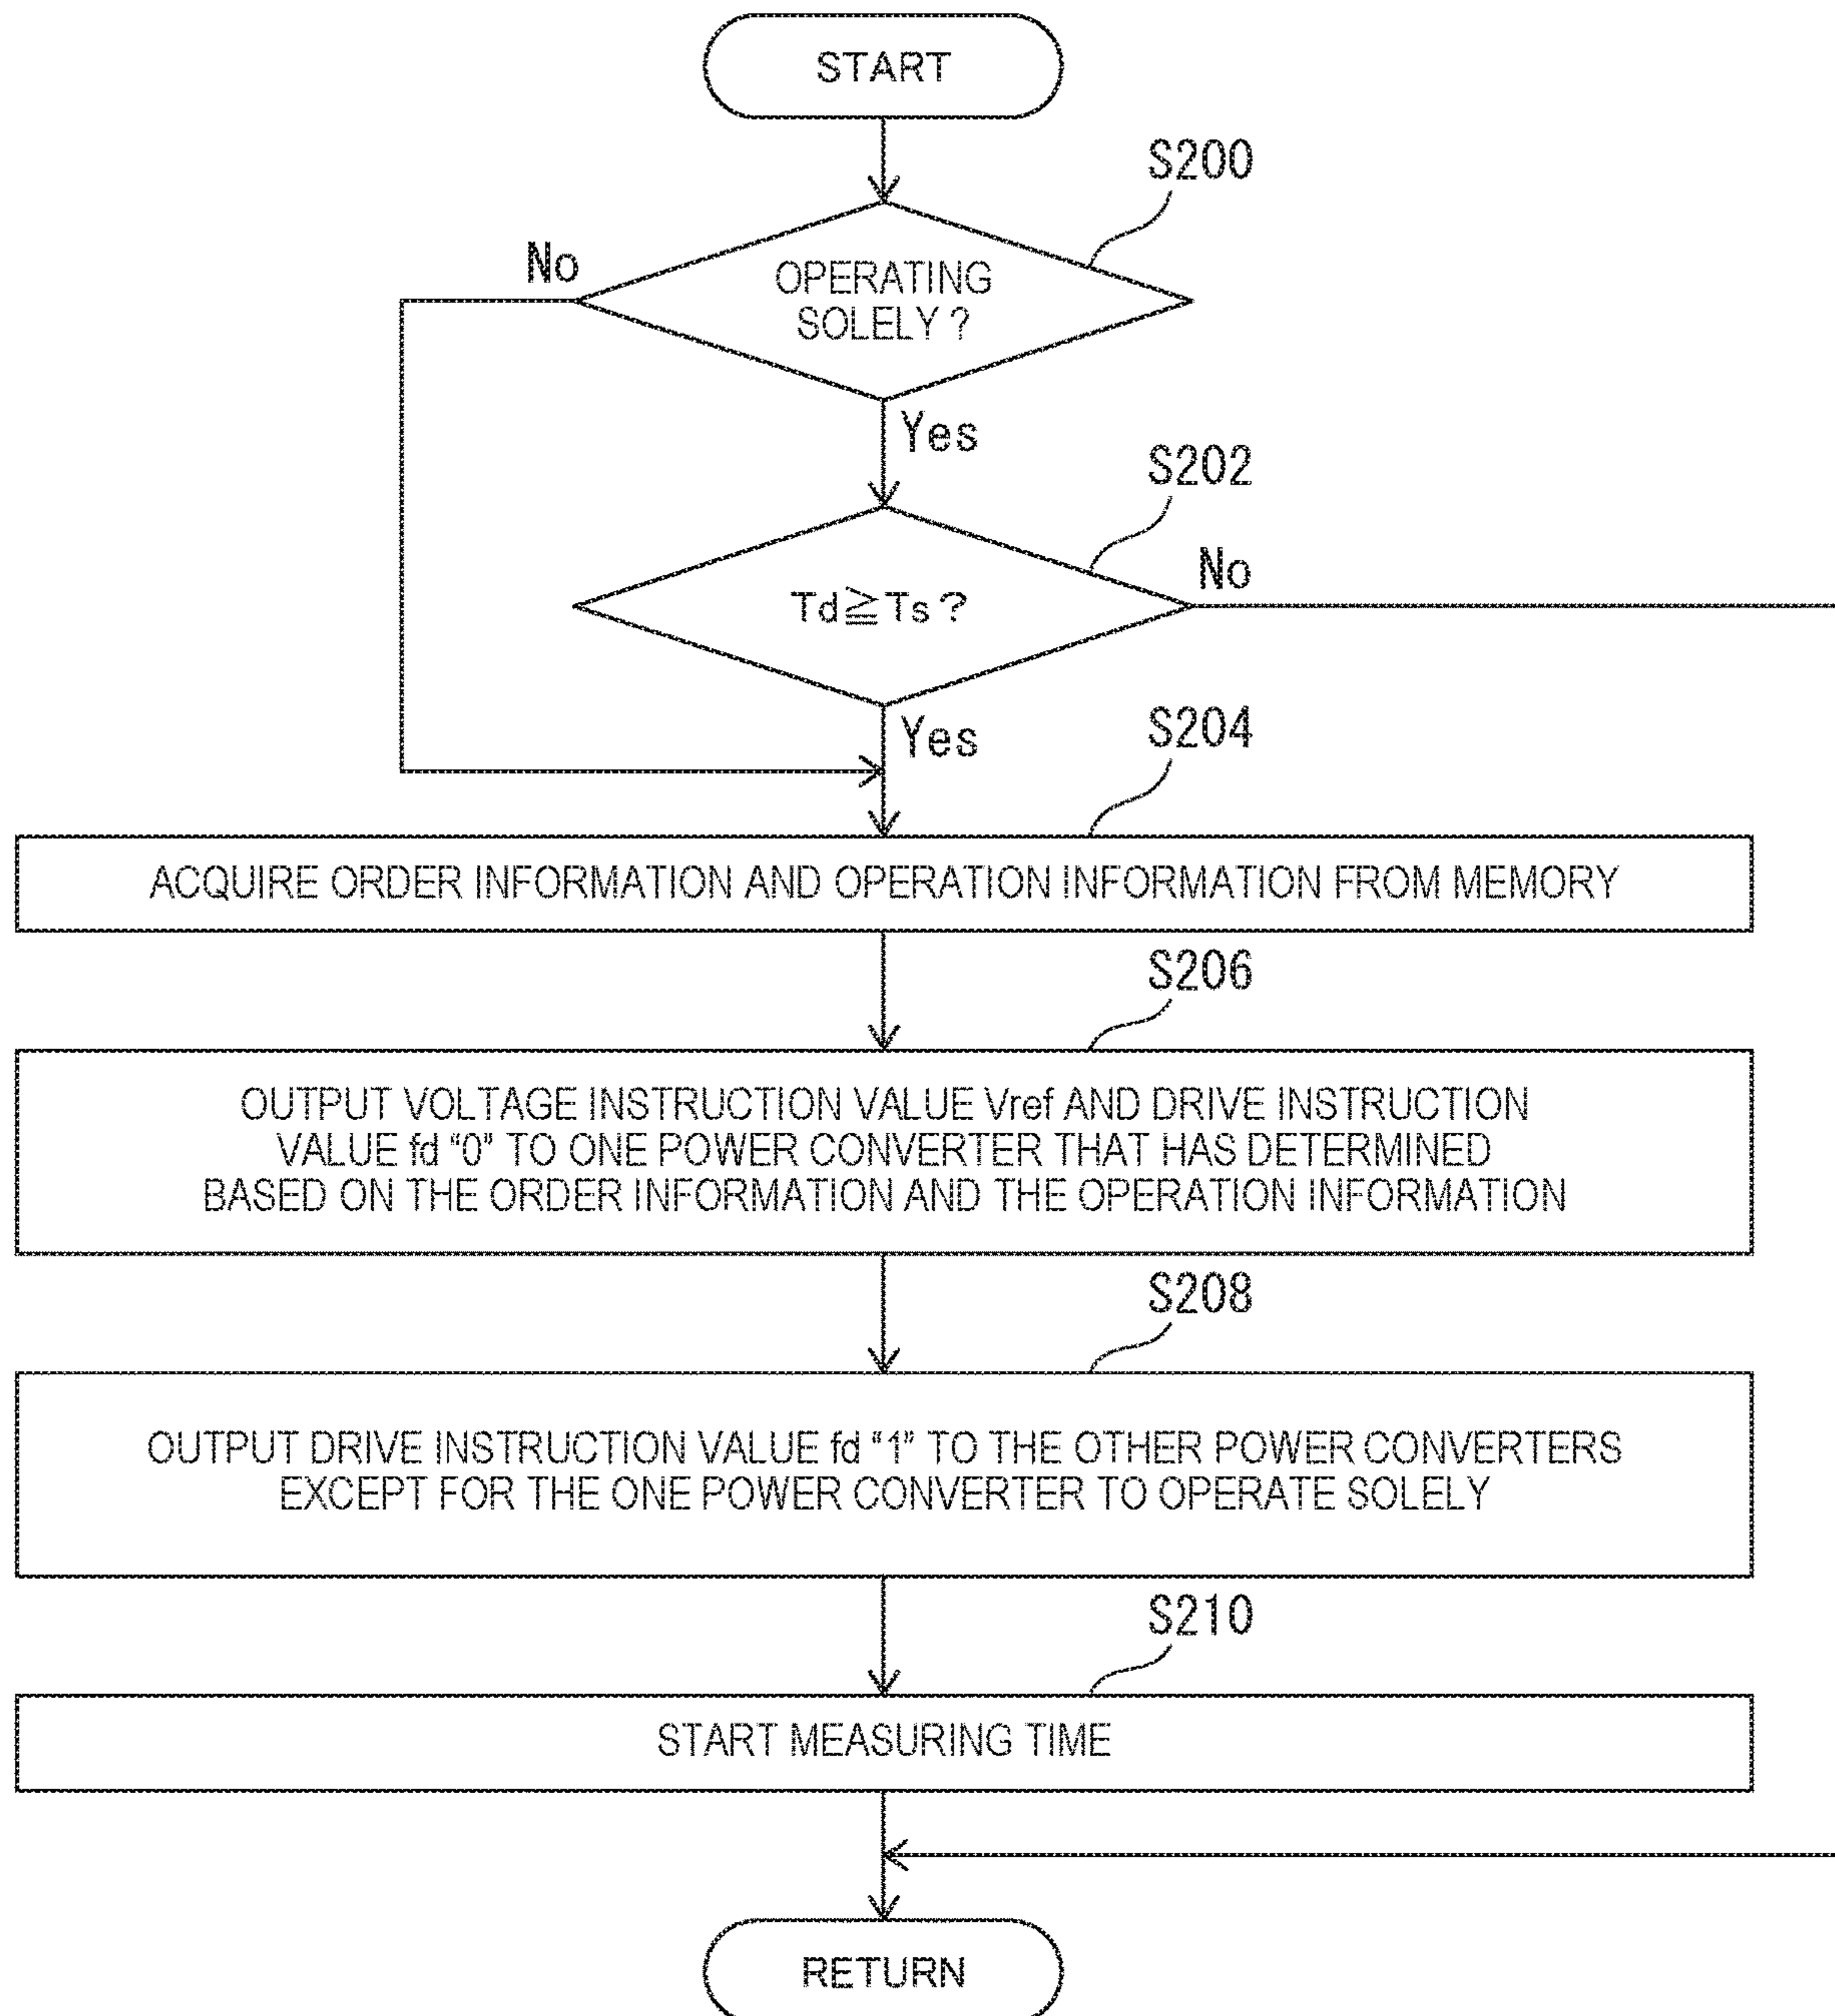 START
S200
No
OPERATING
SOLELY ?
Yes
S202
No
Td≧Ts ?
Yes
S204
ACQUIRE ORDER INFORMATION AND OPERATION INFORMATION FROM MEMORY
S206
OUTPUT VOLTAGE INSTRUCTION VALUE Vref AND DRIVE INSTRUCTION
VALUE fd “0” TO ONE POWER CONVERTER THAT HAS DETERMINED
BASED ON THE ORDER INFORMATION AND THE OPERATION INFORMATION
S208
OUTPUT DRIVE INSTRUCTION VALUE fd “1” TO THE OTHER POWER CONVERTERS
EXCEPT FOR THE ONE POWER CONVERTER TO OPERATE SOLELY
S210
START MEASURING TIME
RETURN